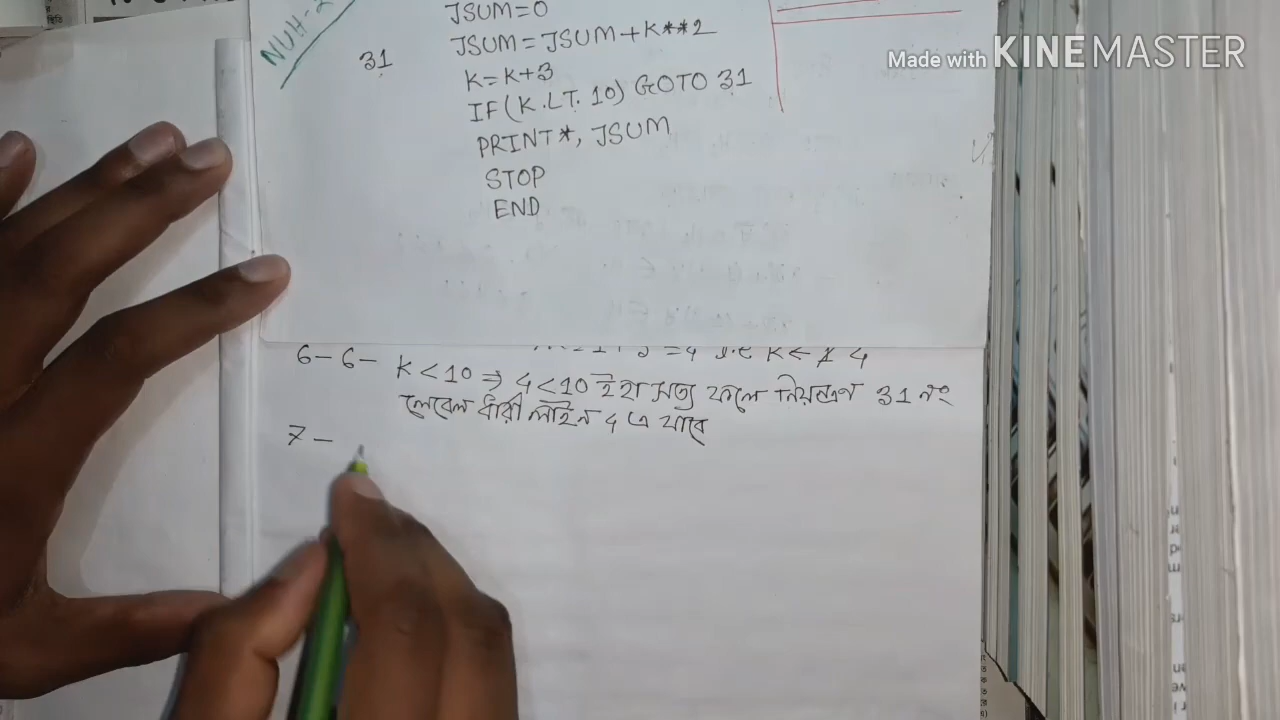 NUH-2
JSUM=0
31 JSUM=JSUM+K**2
K=K+3
IF(K.LT. 10) GOTO 31
PRINT*, JSUM
STOP
END
Made with KINEMASTER
6-6- K<10 ⇒ 4<10 ইহা সত্য ফলে নিয়ন্ত্রণ 31 নং
লেবেল ধারী লাইন 4 এ যাবে
7-